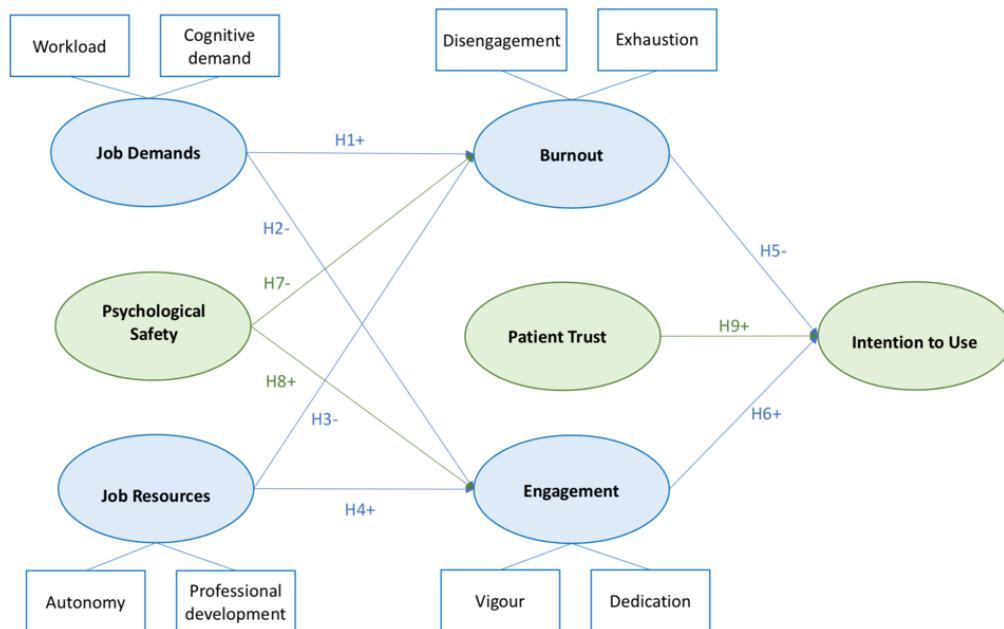 Workload
Cognitive
demand
Disengagement
Exhaustion
Job Demands
H1+
Burnout
H2-
H5-
H7-
Psychological
Safety
Patient Trust
H9+
Intention to Use
H8+
H3-
H6+
Job Resources
H4+
Engagement
Autonomy
Professional
development
Vigour
Dedication